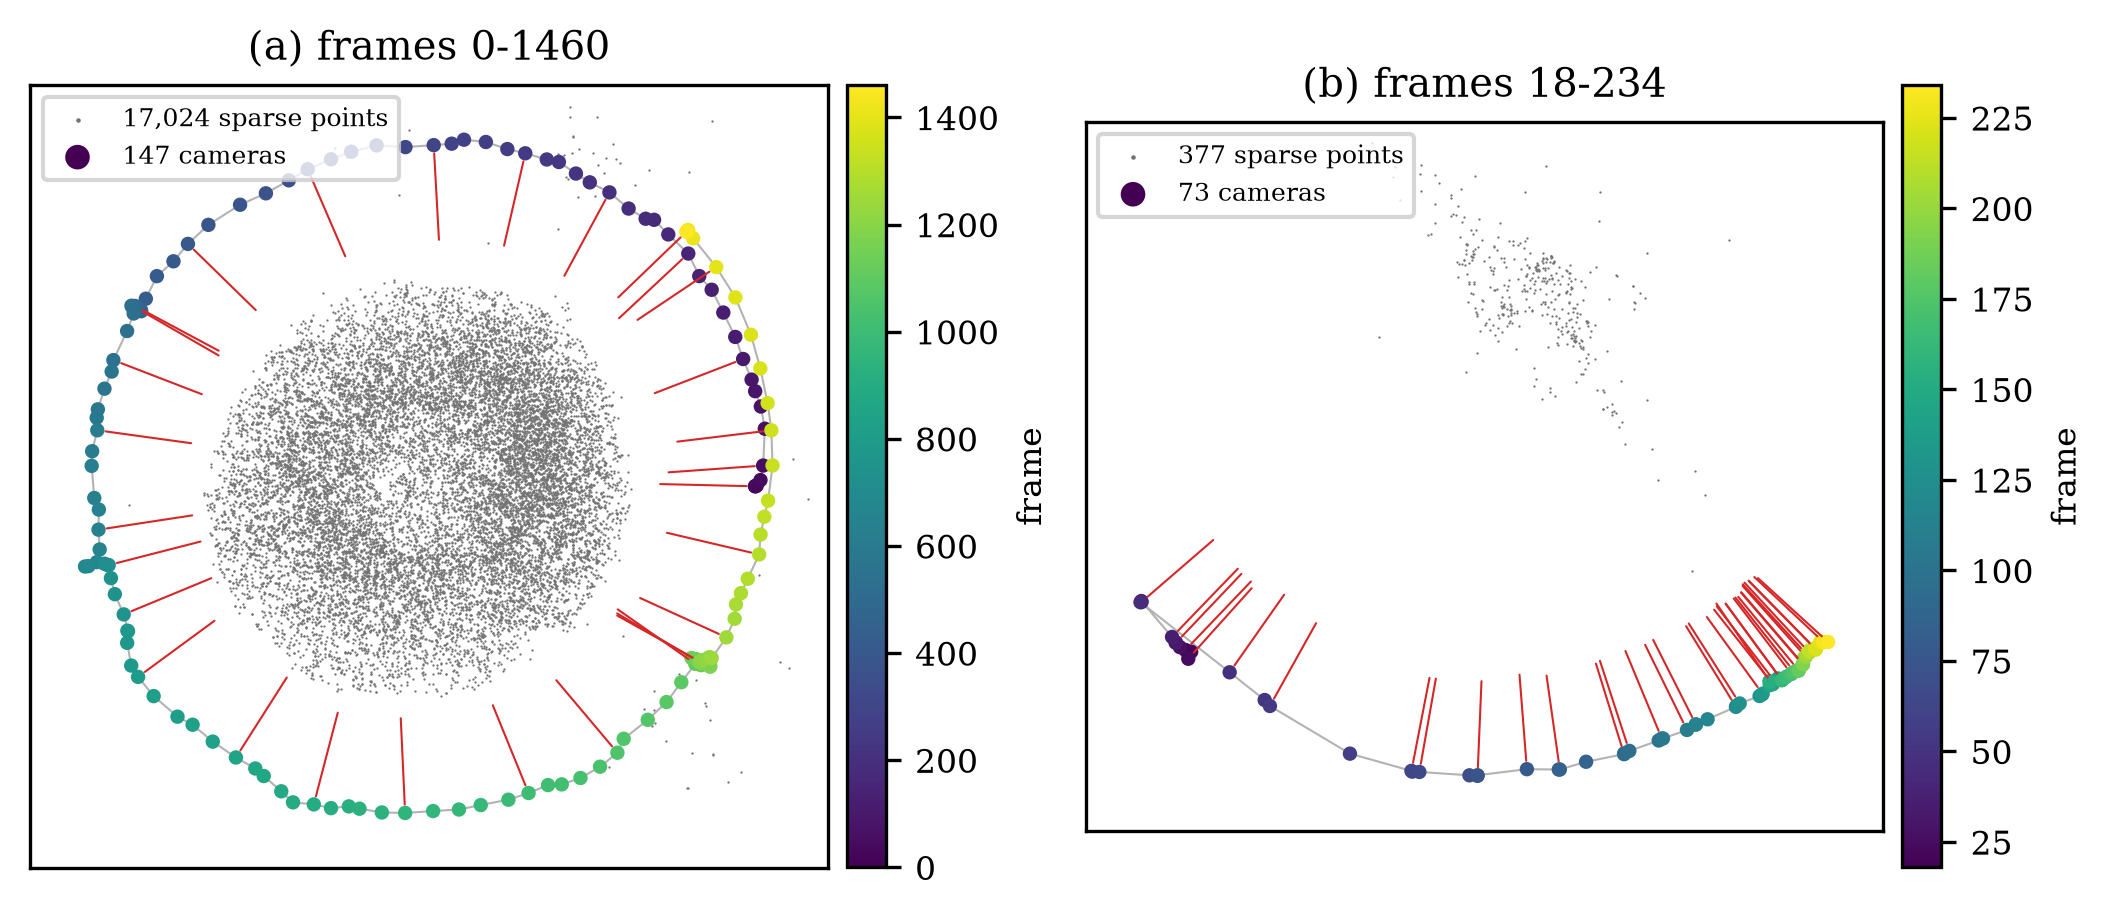 (a) frames 0-1460
17,024 sparse points
147 cameras
1400
1200
1000
800
600
400
200
0
frame
(b) frames 18-234
377 sparse points
73 cameras
225
200
175
150
125
100
75
50
25
frame